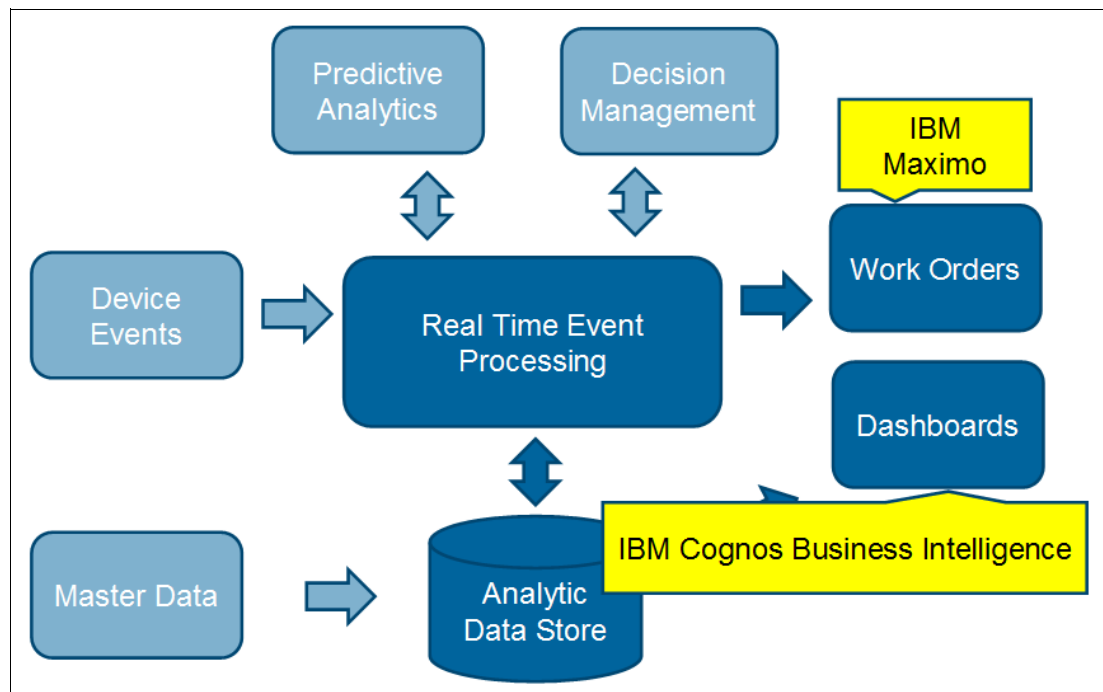 Predictive
Analytics
Decision
Management
IBM
Maximo
Device
Events
Real Time Event
Processing
Work Orders
Dashboards
Master Data
Analytic
Data Store
IBM Cognos Business Intelligence